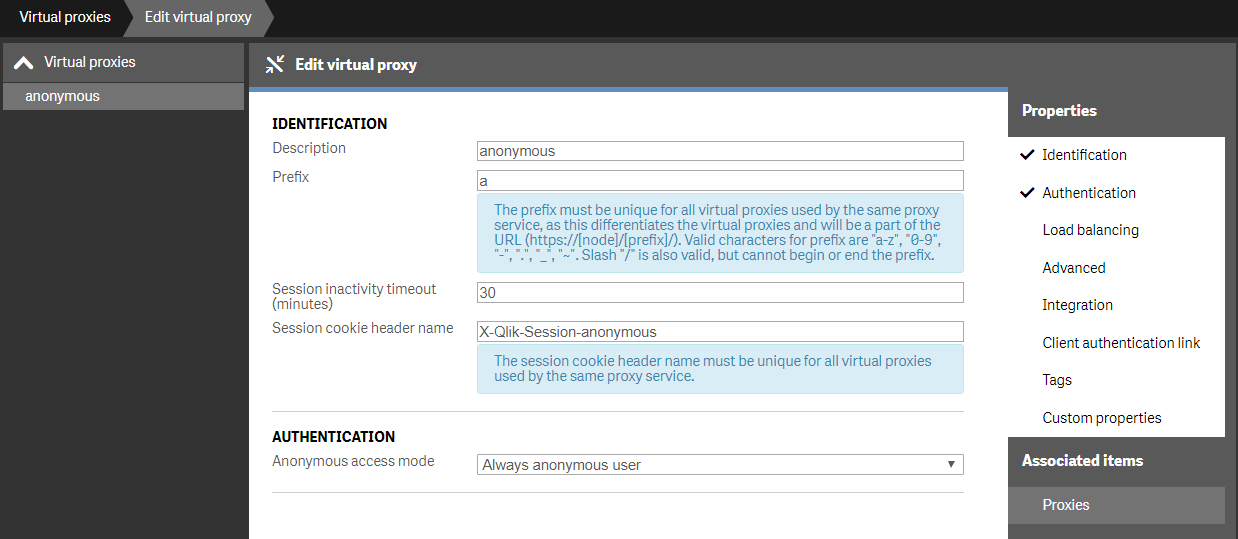 Virtual proxies
Edit virtual proxy
Virtual proxies
anonymous
Edit virtual proxy
IDENTIFICATION
Description
anonymous
Prefix
a
The prefix must be unique for all virtual proxies used by the same proxy
service, as this differentiates the virtual proxies and will be a part of the
URL (https://[node]/[prefix]/). Valid characters for prefix are "a-z", "0-9",
"-", ".", "_", "~". Slash "/" is also valid, but cannot begin or end the prefix.
Session inactivity timeout
(minutes)
30
Session cookie header name
X-Qlik-Session-anonymous
The session cookie header name must be unique for all virtual proxies
used by the same proxy service.
AUTHENTICATION
Anonymous access mode
Always anonymous user
Properties
Identification
Authentication
Load balancing
Advanced
Integration
Client authentication link
Tags
Custom properties
Associated items
Proxies